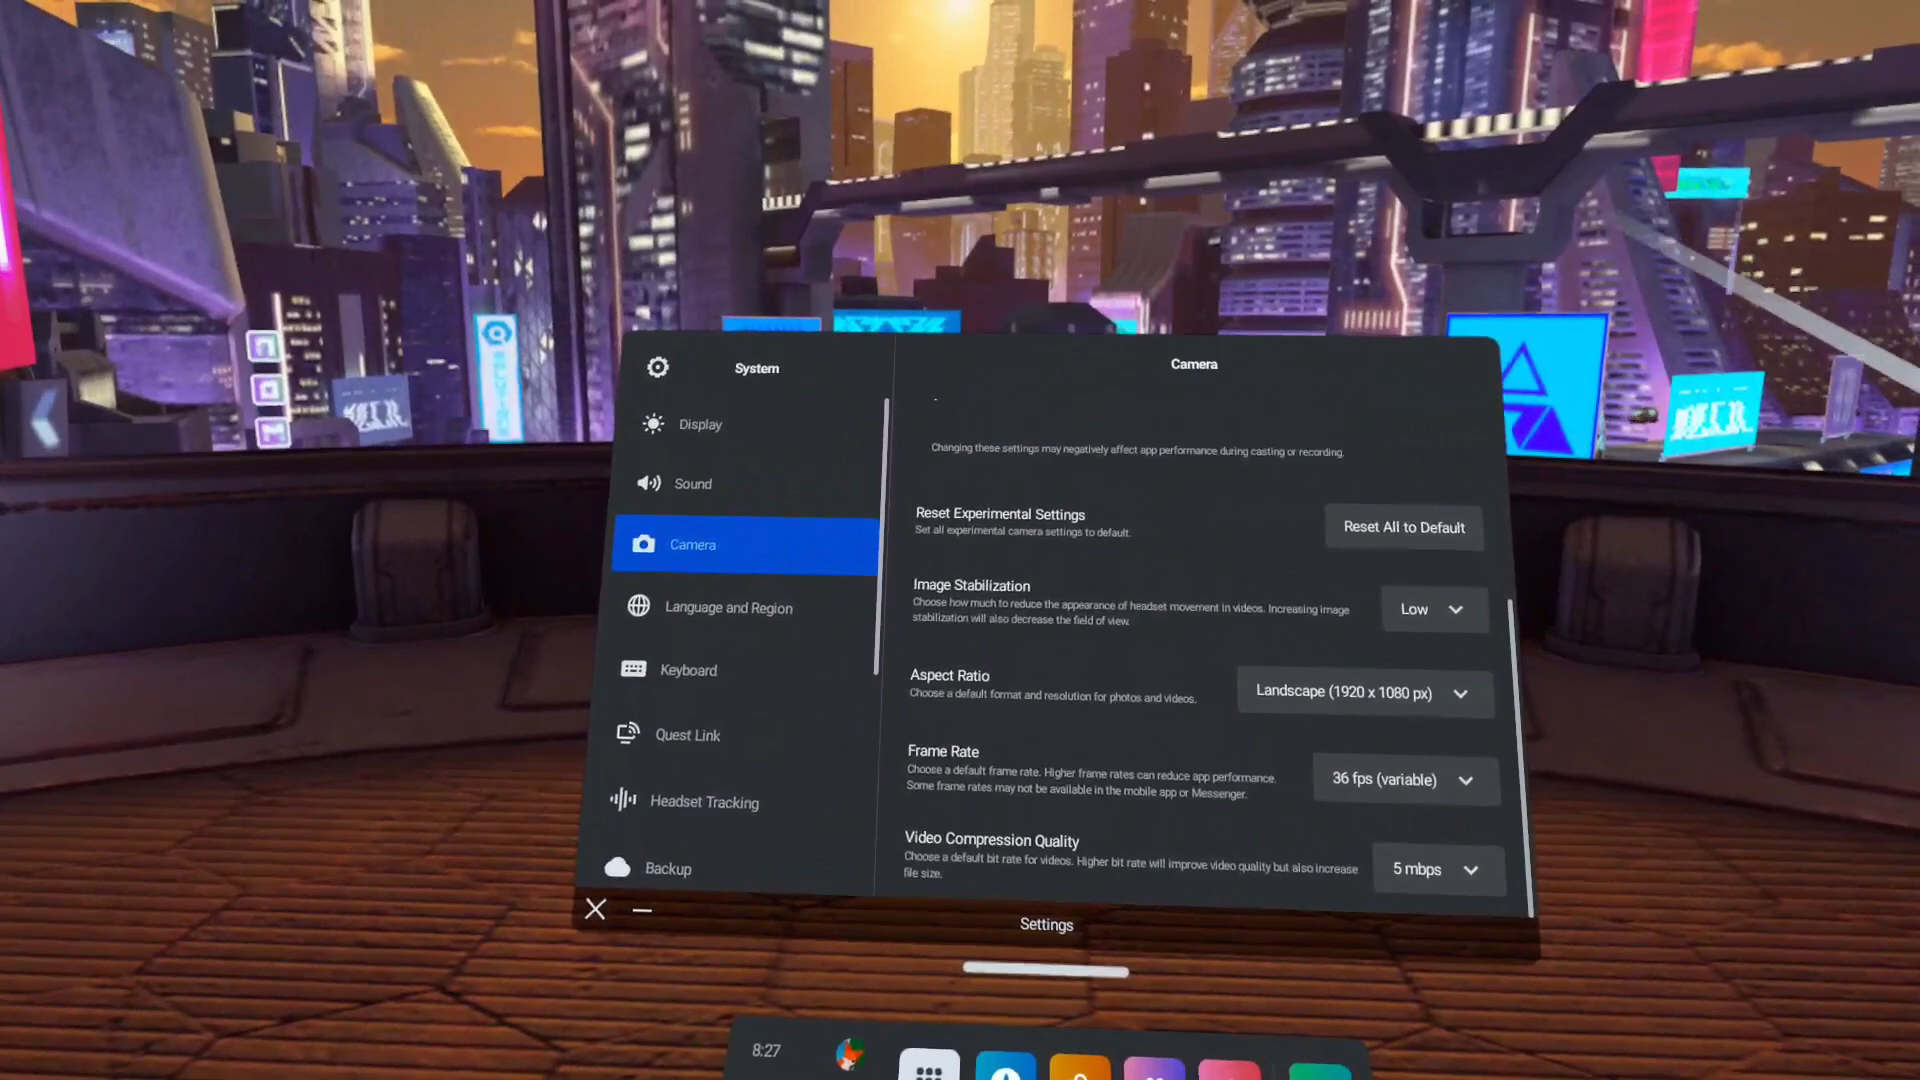 System
Camera
Display
Sound
Camera
Language and Region
Keyboard
Quest Link
Headset Tracking
Backup
Changing these settings may negatively affect app performance during casting or recording.
Reset Experimental Settings
Set all experimental camera settings to default.
Reset All to Default
Image Stabilization
Choose how much to reduce the appearance of headset movement in videos. Increasing image
stabilization will also decrease the field of view.
Low
Aspect Ratio
Choose a default format and resolution for photos and videos.
Landscape (1920 x 1080 px)
Frame Rate
Choose a default frame rate. Higher frame rates can reduce app performance.
Some frame rates may not be available in the mobile app or Messenger.
36 fps (variable)
Video Compression Quality
Choose a default bit rate for videos. Higher bit rate will improve video quality but also increase
file size.
5 mbps
Settings
8:27